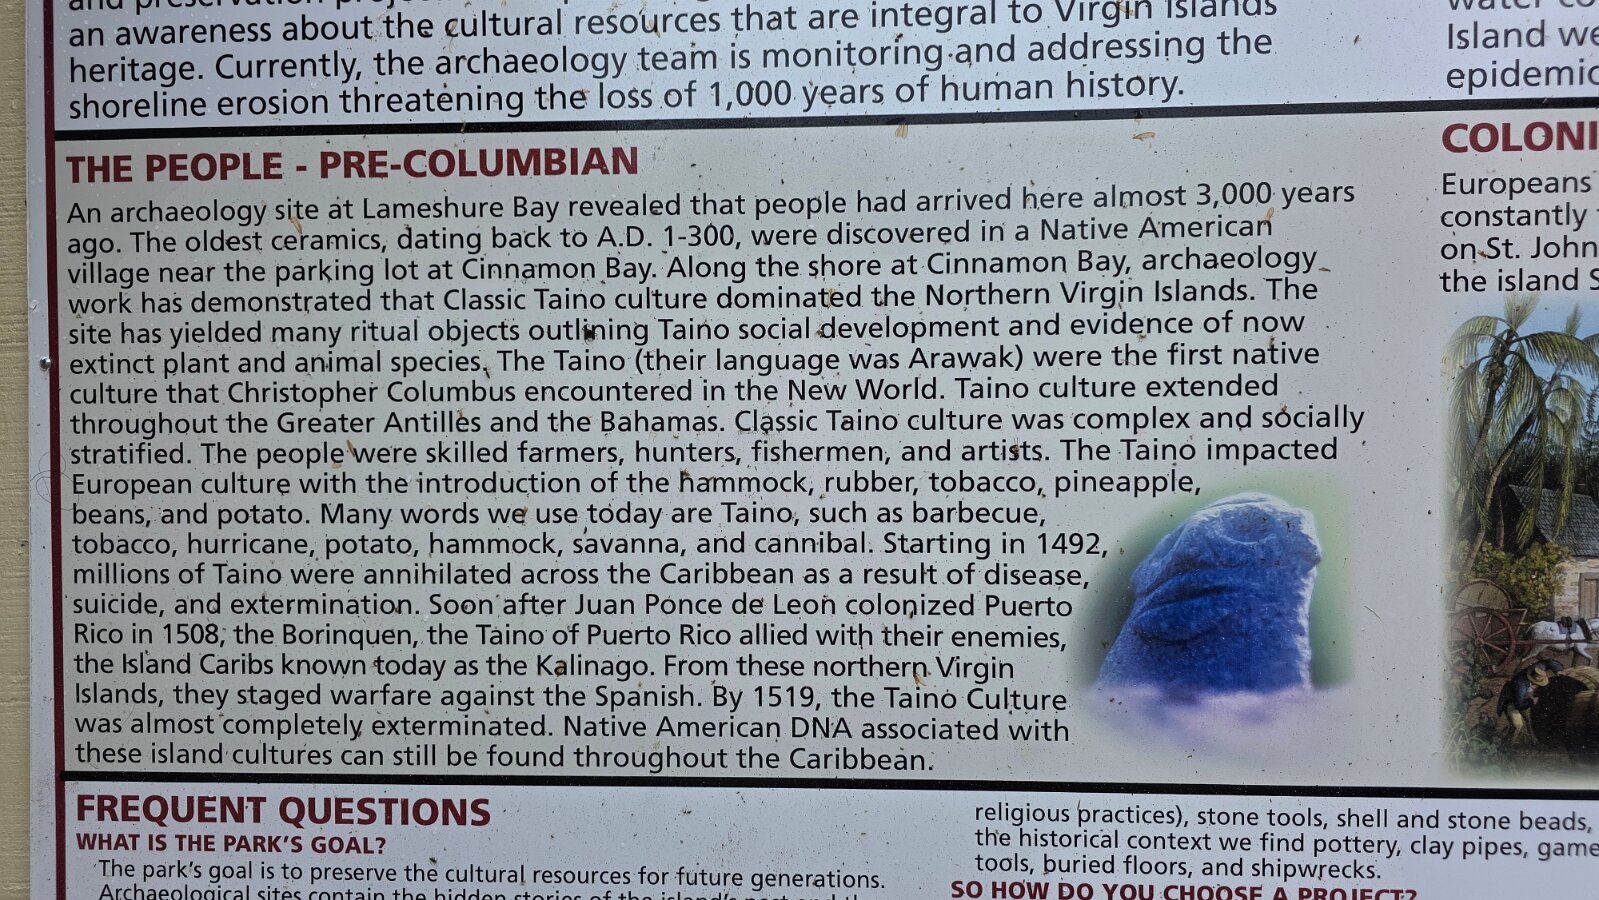 and preservation
an awareness about the cultural resources that are integral to Virgin Islands
heritage. Currently, the archaeology team is monitoring and addressing the
shoreline erosion threatening the loss of 1,000 years of human history.
THE PEOPLE - PRE-COLUMBIAN
An archaeology site at Lameshure Bay revealed that people had arrived here almost 3,000 years
ago. The oldest ceramics, dating back to A.D. 1-300, were discovered in a Native American
village near the parking lot at Cinnamon Bay. Along the shore at Cinnamon Bay, archaeology
work has demonstrated that Classic Taino culture dominated the Northern Virgin Islands. The
site has yielded many ritual objects outlining Taino social development and evidence of now
extinct plant and animal species. The Taino (their language was Arawak) were the first native
culture that Christopher Columbus encountered in the New World. Taino culture extended
throughout the Greater Antilles and the Bahamas. Classic Taino culture was complex and socially
stratified. The people were skilled farmers, hunters, fishermen, and artists. The Taino impacted
European culture with the introduction of the hammock, rubber, tobacco, pineapple,
beans, and potato. Many words we use today are Taino, such as barbecue,
tobacco, hurricane, potato, hammock, savanna, and cannibal. Starting in 1492,
millions of Taino were annihilated across the Caribbean as a result of disease,
suicide, and extermination. Soon after Juan Ponce de Leon colonized Puerto
Rico in 1508, the Borinquen, the Taino of Puerto Rico allied with their enemies,
the Island Caribs known today as the Kalinago. From these northern Virgin
Islands, they staged warfare against the Spanish. By 1519, the Taino Culture
was almost completely exterminated. Native American DNA associated with
these island cultures can still be found throughout the Caribbean.
FREQUENT QUESTIONS
WHAT IS THE PARK'S GOAL?
The park's goal is to preserve the cultural resources for future generations.
Archaeological sites contain the hidden stories of the island's past and
religious practices), stone tools, shell and stone beads,
the historical context we find pottery, clay pipes, game
tools, buried floors, and shipwrecks.
SO HOW DO YOU CHOOSE A PROJECT?
water
Island
epidemic
COLONI
Europeans
constantly
on St. John
the island